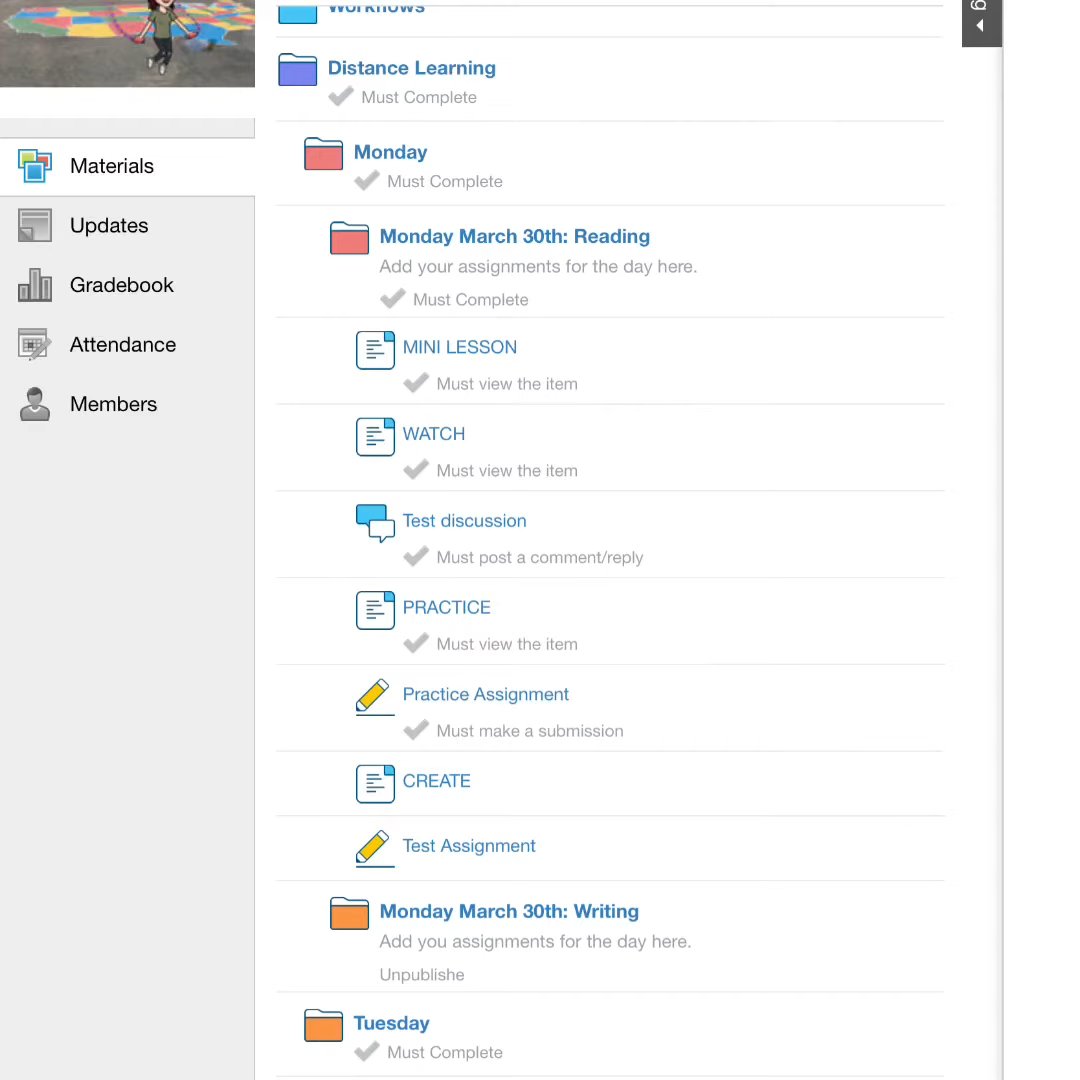 Workflows
Distance Learning
Must Complete
Monday
Must Complete
Materials
Updates
Monday March 30th: Reading
Add your assignments for the day here.
Gradebook
Must Complete
Attendance
MINI LESSON
Must view the item
Members
WATCH
Must view the item
Test discussion
Must post a comment/reply
PRACTICE
Must view the item
Practice Assignment
Must make a submission
CREATE
Test Assignment
Monday March 30th: Writing
Add you assignments for the day here.
Unpublishe
Tuesday
Must Complete